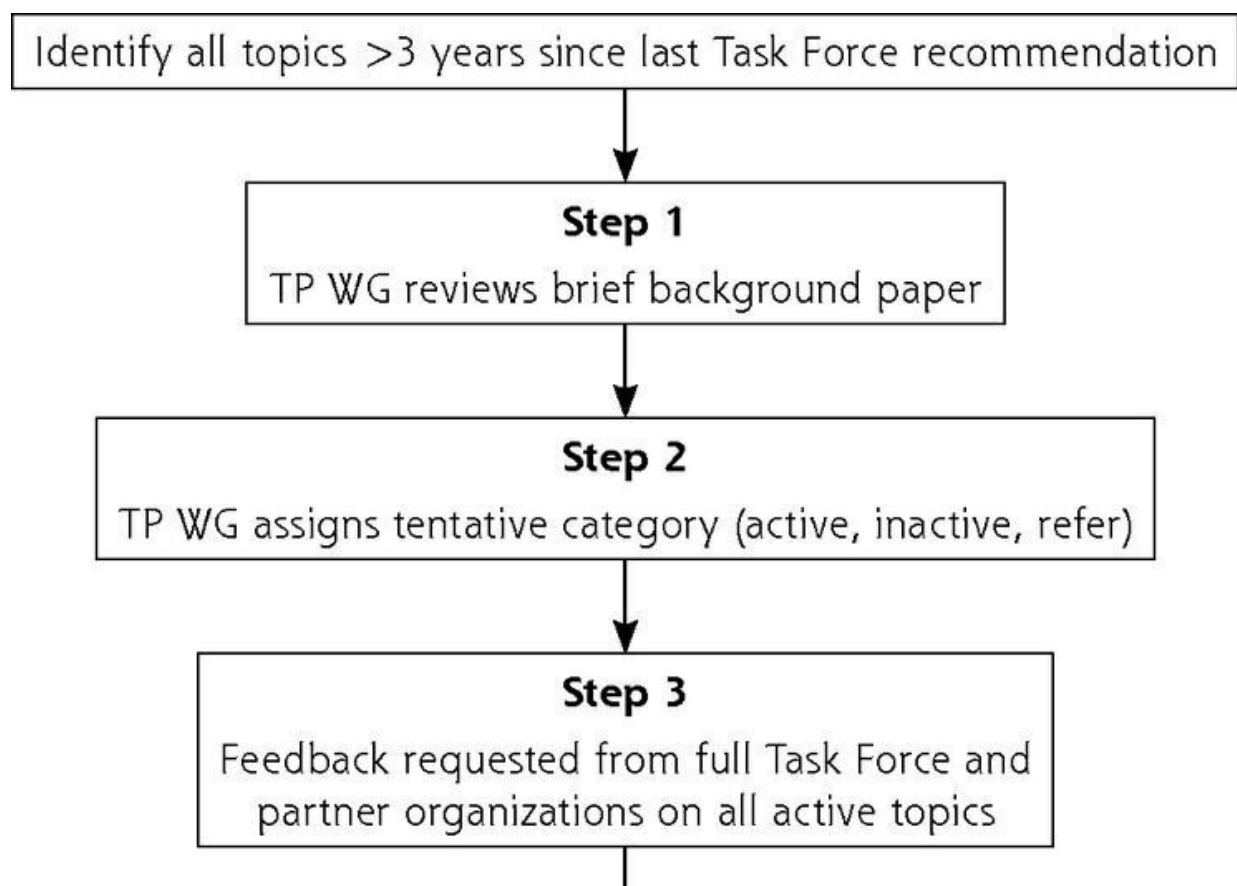 Identify all topics >3 years since last Task Force recommendation
Step 1
TP WG reviews brief background paper
Step 2
TP WG assigns tentative category (active, inactive, refer)
Step 3
Feedback requested from full Task Force and
partner organizations on all active topics